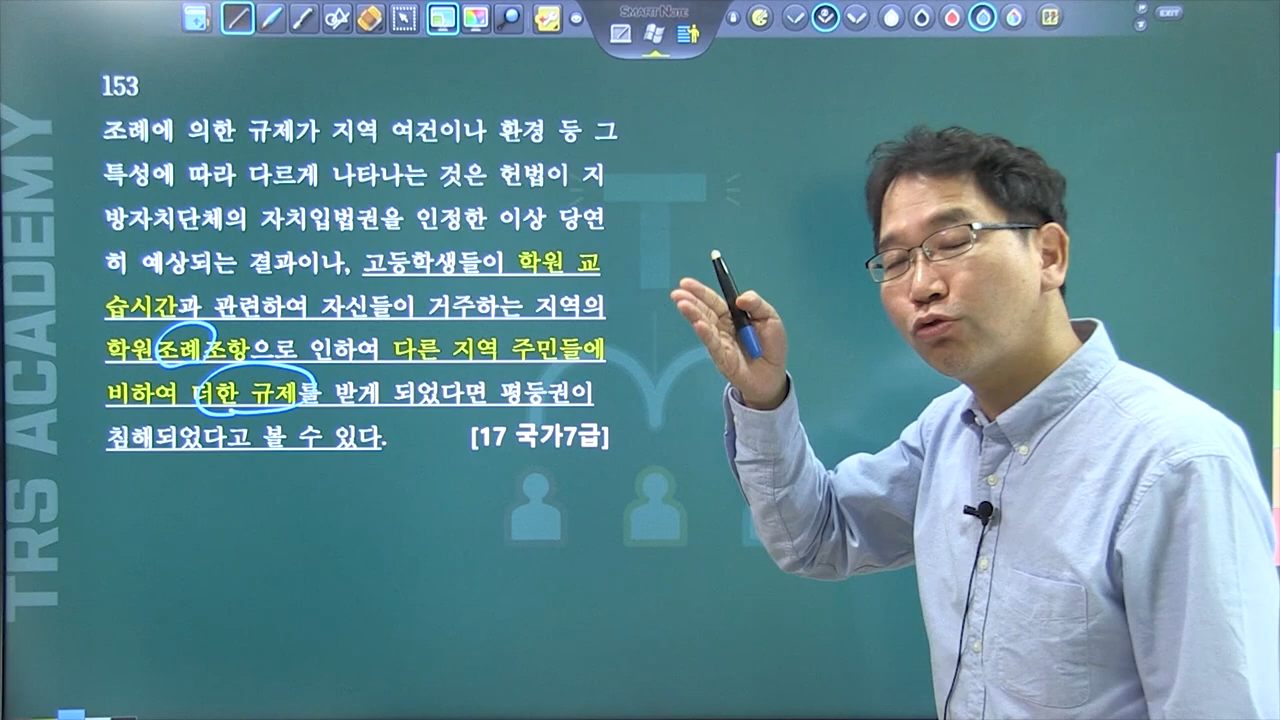 SMART NOTE
EXIT
153
조례에 의한 규제가 지역 여건이나 환경 등 그
특성에 따라 다르게 나타나는 것은 헌법이 지
방자치단체의 자치입법권을 인정한 이상 당연
히 예상되는 결과이나, 고등학생들이 학원 교
습시간과 관련하여 자신들이 거주하는 지역의
학원조례조항으로 인하여 다른 지역 주민들에
비하여 더한 규제를 받게 되었다면 평등권이
침해되었다고 볼 수 있다.
[17 국가7급]
TRS ACADEMY